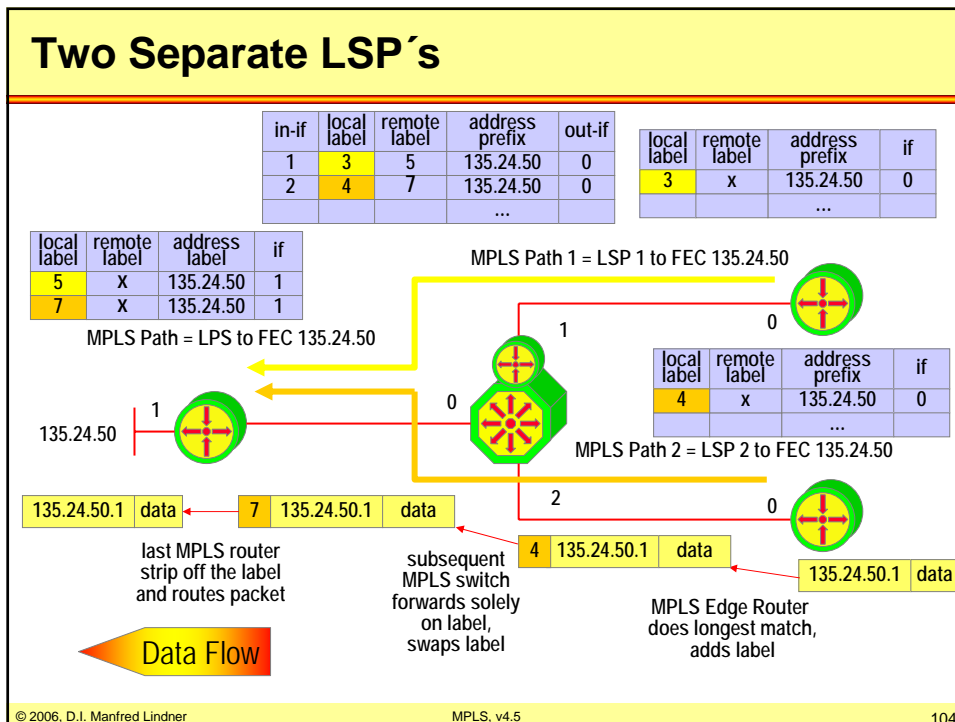 Two Separate LSP´s
in-if local label remote label address prefix out-if
1 3 5 135.24.50 0
2 4 7 135.24.50 0
...
local label remote label address prefix if
3 x 135.24.50 0
...
local label remote label address label if
5 x 135.24.50 1
7 x 135.24.50 1
MPLS Path 1 = LSP 1 to FEC 135.24.50
MPLS Path = LPS to FEC 135.24.50
1
0
local label remote label address prefix if
4 x 135.24.50 0
...
1
0
135.24.50
MPLS Path 2 = LSP 2 to FEC 135.24.50
2
0
135.24.50.1 data
7 135.24.50.1 data
4 135.24.50.1 data
135.24.50.1 data
last MPLS router
strip off the label
and routes packet
subsequent
MPLS switch
forwards solely
on label,
swaps label
MPLS Edge Router
does longest match,
adds label
Data Flow
© 2006, D.I. Manfred Lindner
MPLS, v4.5
104